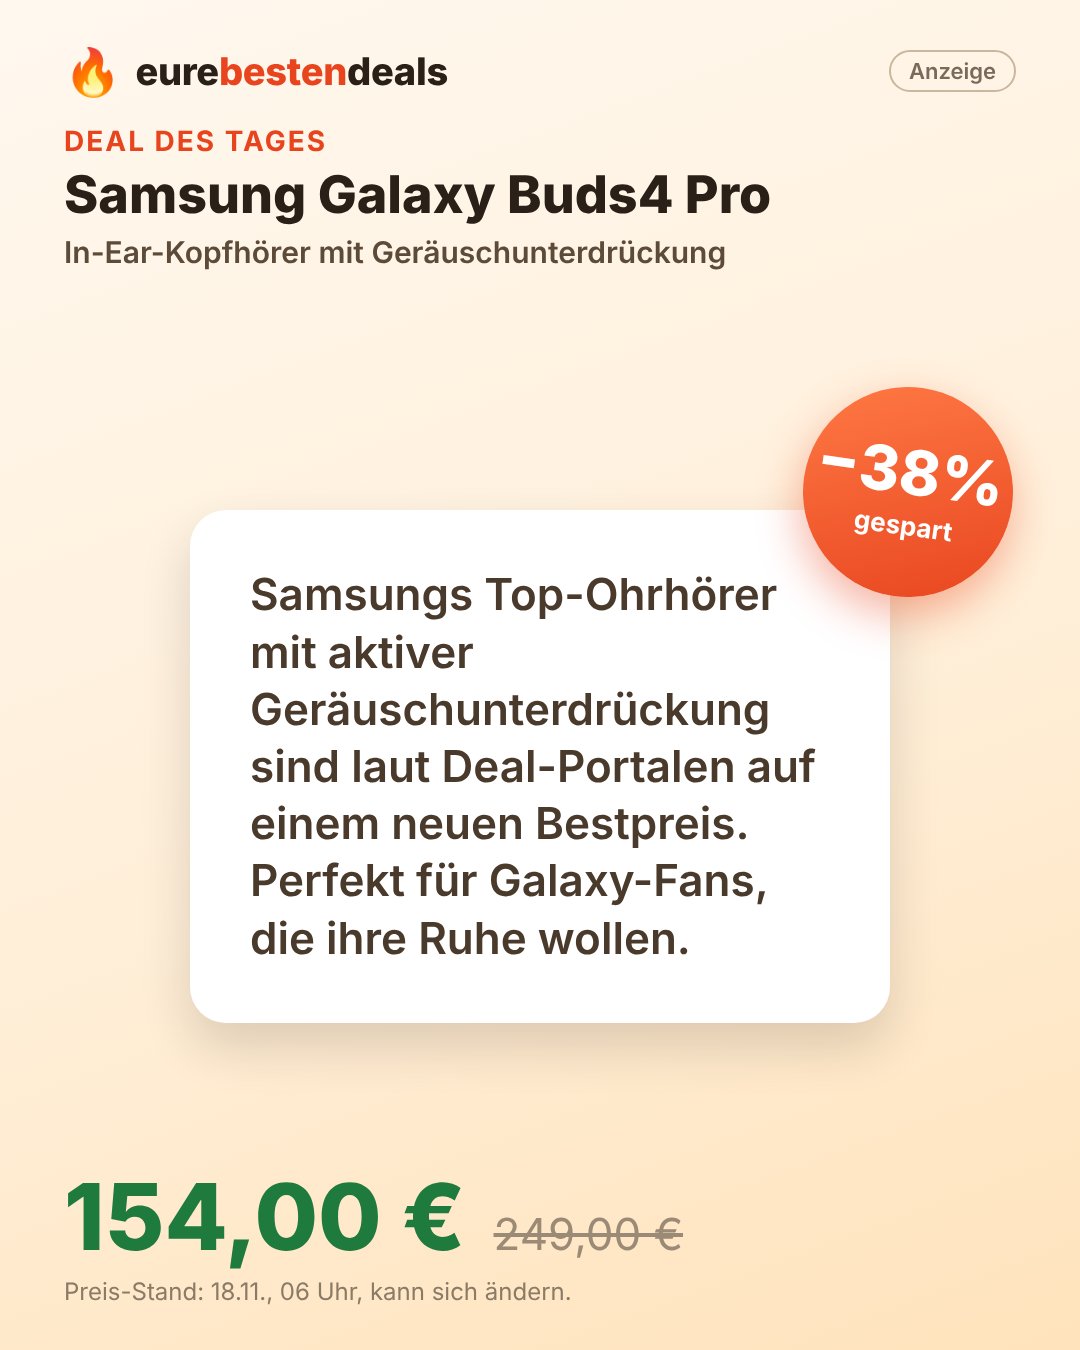 eurebestendeals
Anzeige
DEAL DES TAGES
Samsung Galaxy Buds4 Pro
In-Ear-Kopfhörer mit Geräuschunterdrückung
−38%
gespart
Samsungs Top-Ohrhörer
mit aktiver
Geräuschunterdrückung
sind laut Deal-Portalen auf
einem neuen Bestpreis.
Perfekt für Galaxy-Fans,
die ihre Ruhe wollen.
154,00 € 249,00 €
Preis-Stand: 18.11., 06 Uhr, kann sich ändern.